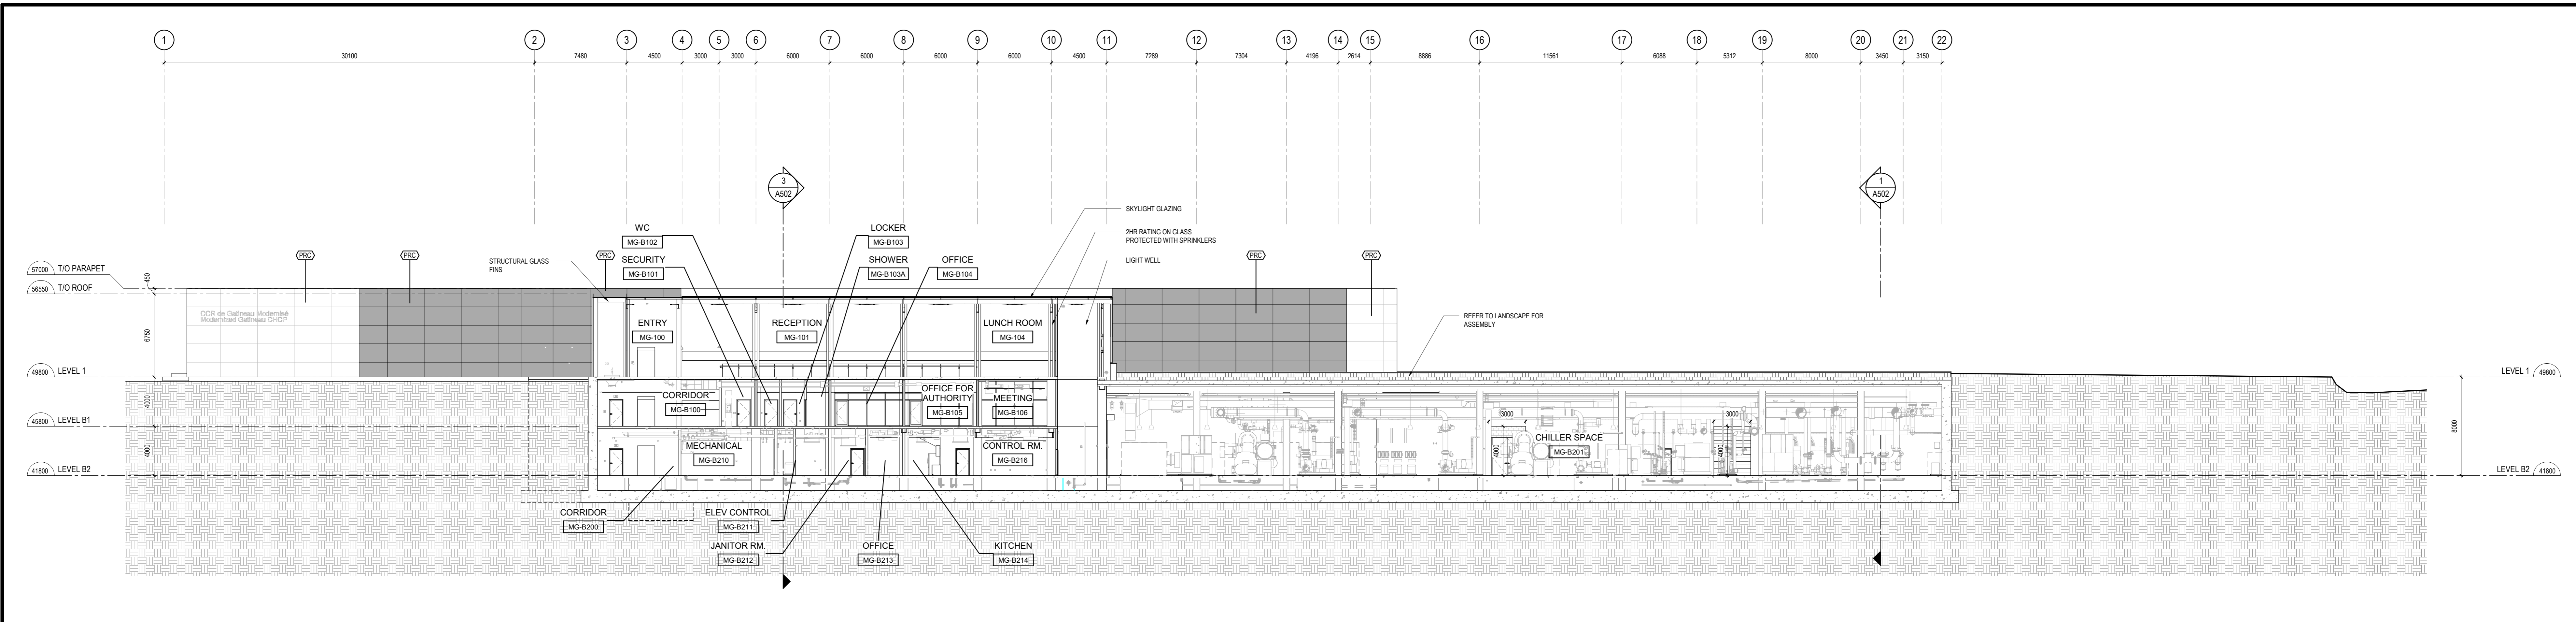 1 2 3 4 5 6 7 8 9 10 11 12 13 14 15 16 17 18 19 20 21 22
30100 7480 4500 3000 3000 6000 6000 6000 6000 4500 7289 7304 4196 2614 8886 11561 6088 5312 8000 3450 3150
3
A502
1
A502
SKYLIGHT GLAZING
2HR RATING ON GLASS
PROTECTED WITH SPRINKLERS
LIGHT WELL
WC
MG-B102
LOCKER
MG-B103
SECURITY
MG-B101
SHOWER
MG-B103A
OFFICE
MG-B104
PRC
PRC
PRC
PRC
PRC
STRUCTURAL GLASS
FINS
57000 T/O PARAPET
450
56550 T/O ROOF
6750
CCR de Gatineau Modernisé
Modernized Gatineau CHCP
ENTRY
MG-100
RECEPTION
MG-101
LUNCH ROOM
MG-104
REFER TO LANDSCAPE FOR
ASSEMBLY
49800 LEVEL 1
LEVEL 1 49800
4000
CORRIDOR
MG-B100
OFFICE FOR
AUTHORITY
MG-B105
MEETING
MG-B106
45800 LEVEL B1
4000
8000
MECHANICAL
MG-B210
CONTROL RM.
MG-B216
3000
4000
CHILLER SPACE
MG-B201
3000
4000
41800 LEVEL B2
LEVEL B2 41800
CORRIDOR
MG-B200
ELEV CONTROL
MG-B211
JANITOR RM.
MG-B212
OFFICE
MG-B213
KITCHEN
MG-B214